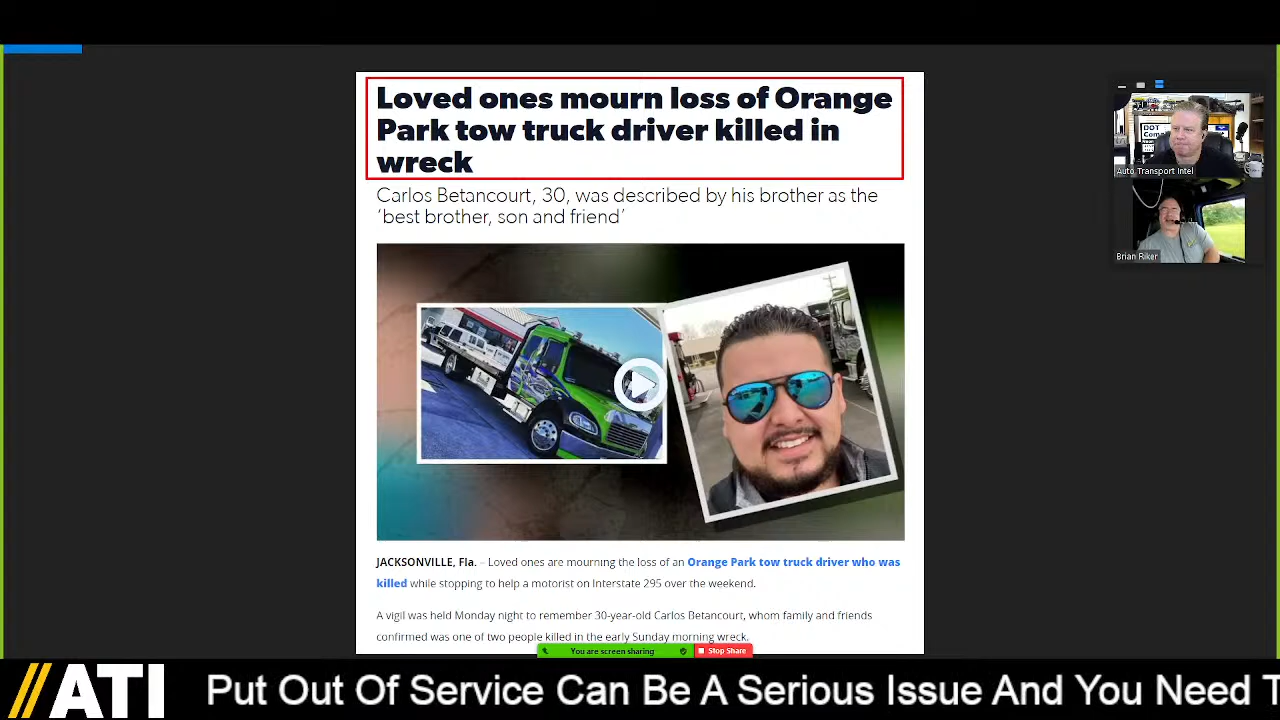 Loved ones mourn loss of Orange
Park tow truck driver killed in
wreck
Carlos Betancourt, 30, was described by his brother as the
‘best brother, son and friend’
JACKSONVILLE, Fla. – Loved ones are mourning the loss of an Orange Park tow truck driver who was
killed while stopping to help a motorist on Interstate 295 over the weekend.
A vigil was held Monday night to remember 30-year-old Carlos Betancourt, whom family and friends
confirmed was one of two people killed in the early Sunday morning wreck.
DOT
Auto Transport Intel
Brian Riker
You are screen sharing
Stop Share
//ATI
Put Out Of Service Can Be A Serious Issue And You Need T